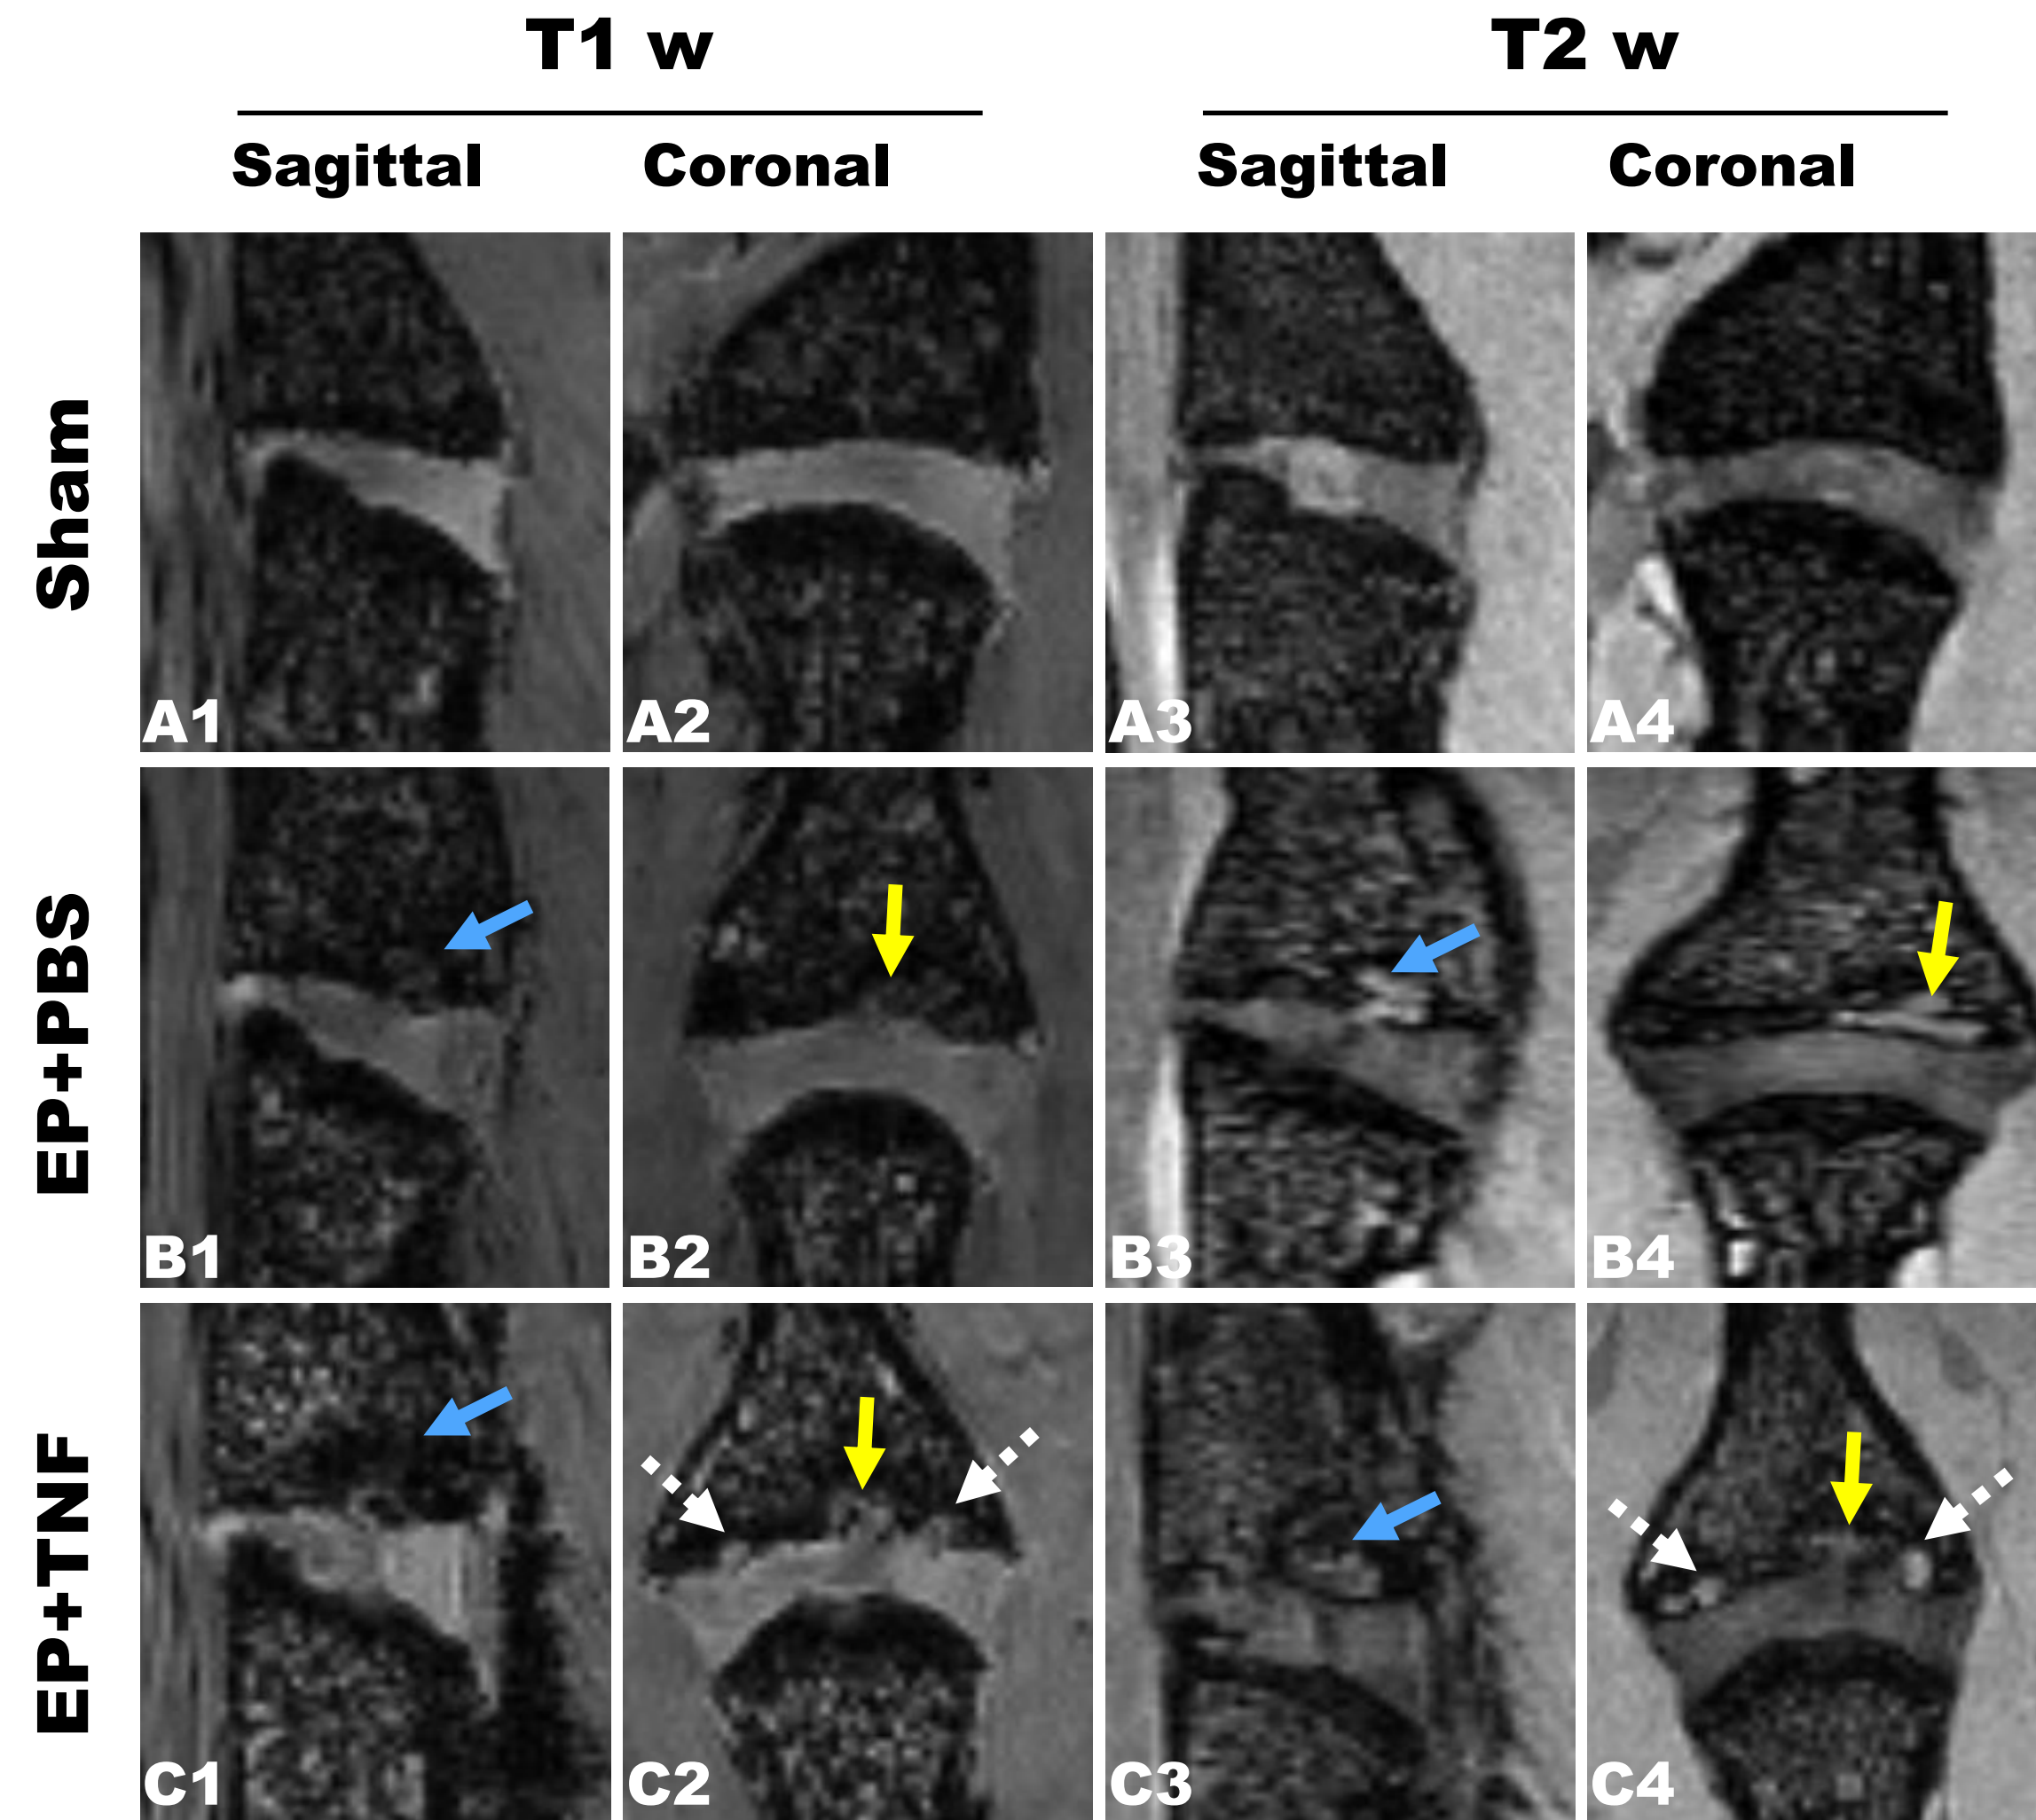 T1 w
T2 w
Sagittal
Coronal
Sagittal
Coronal
Sham
A1
A2
A3
A4
EP+PBS
B1
B2
B3
B4
EP+TNF
C1
C2
C3
C4